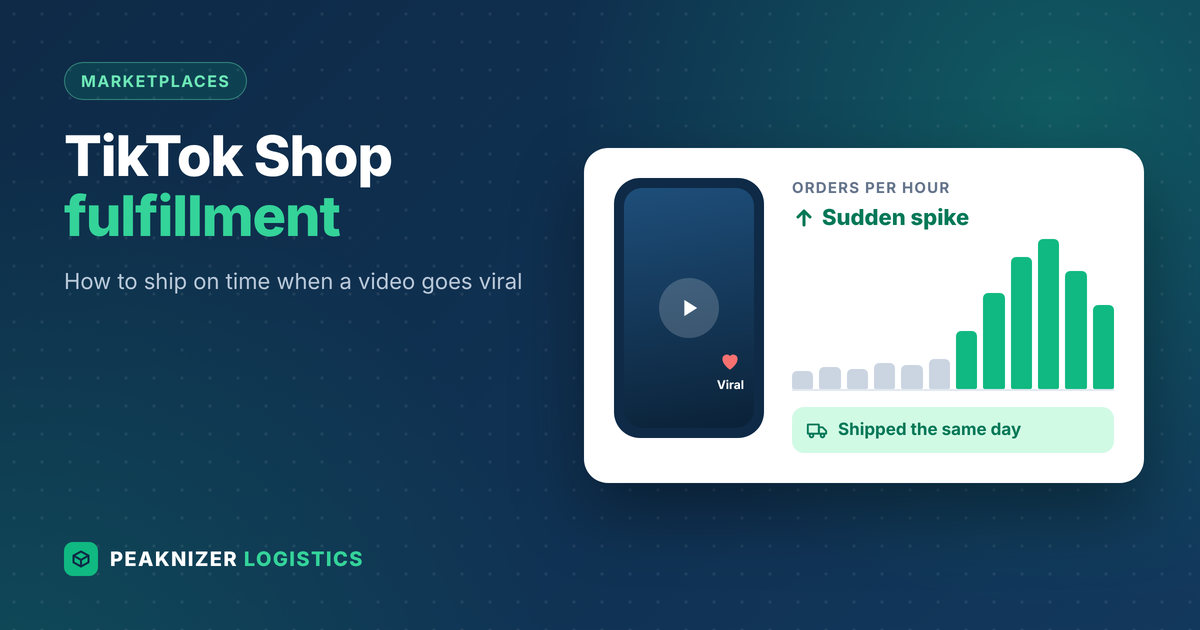 MARKETPLACES
TikTok Shop
fulfillment
How to ship on time when a video goes viral
ORDERS PER HOUR
Sudden spike
Viral
Shipped the same day
PEAKNIZER LOGISTICS